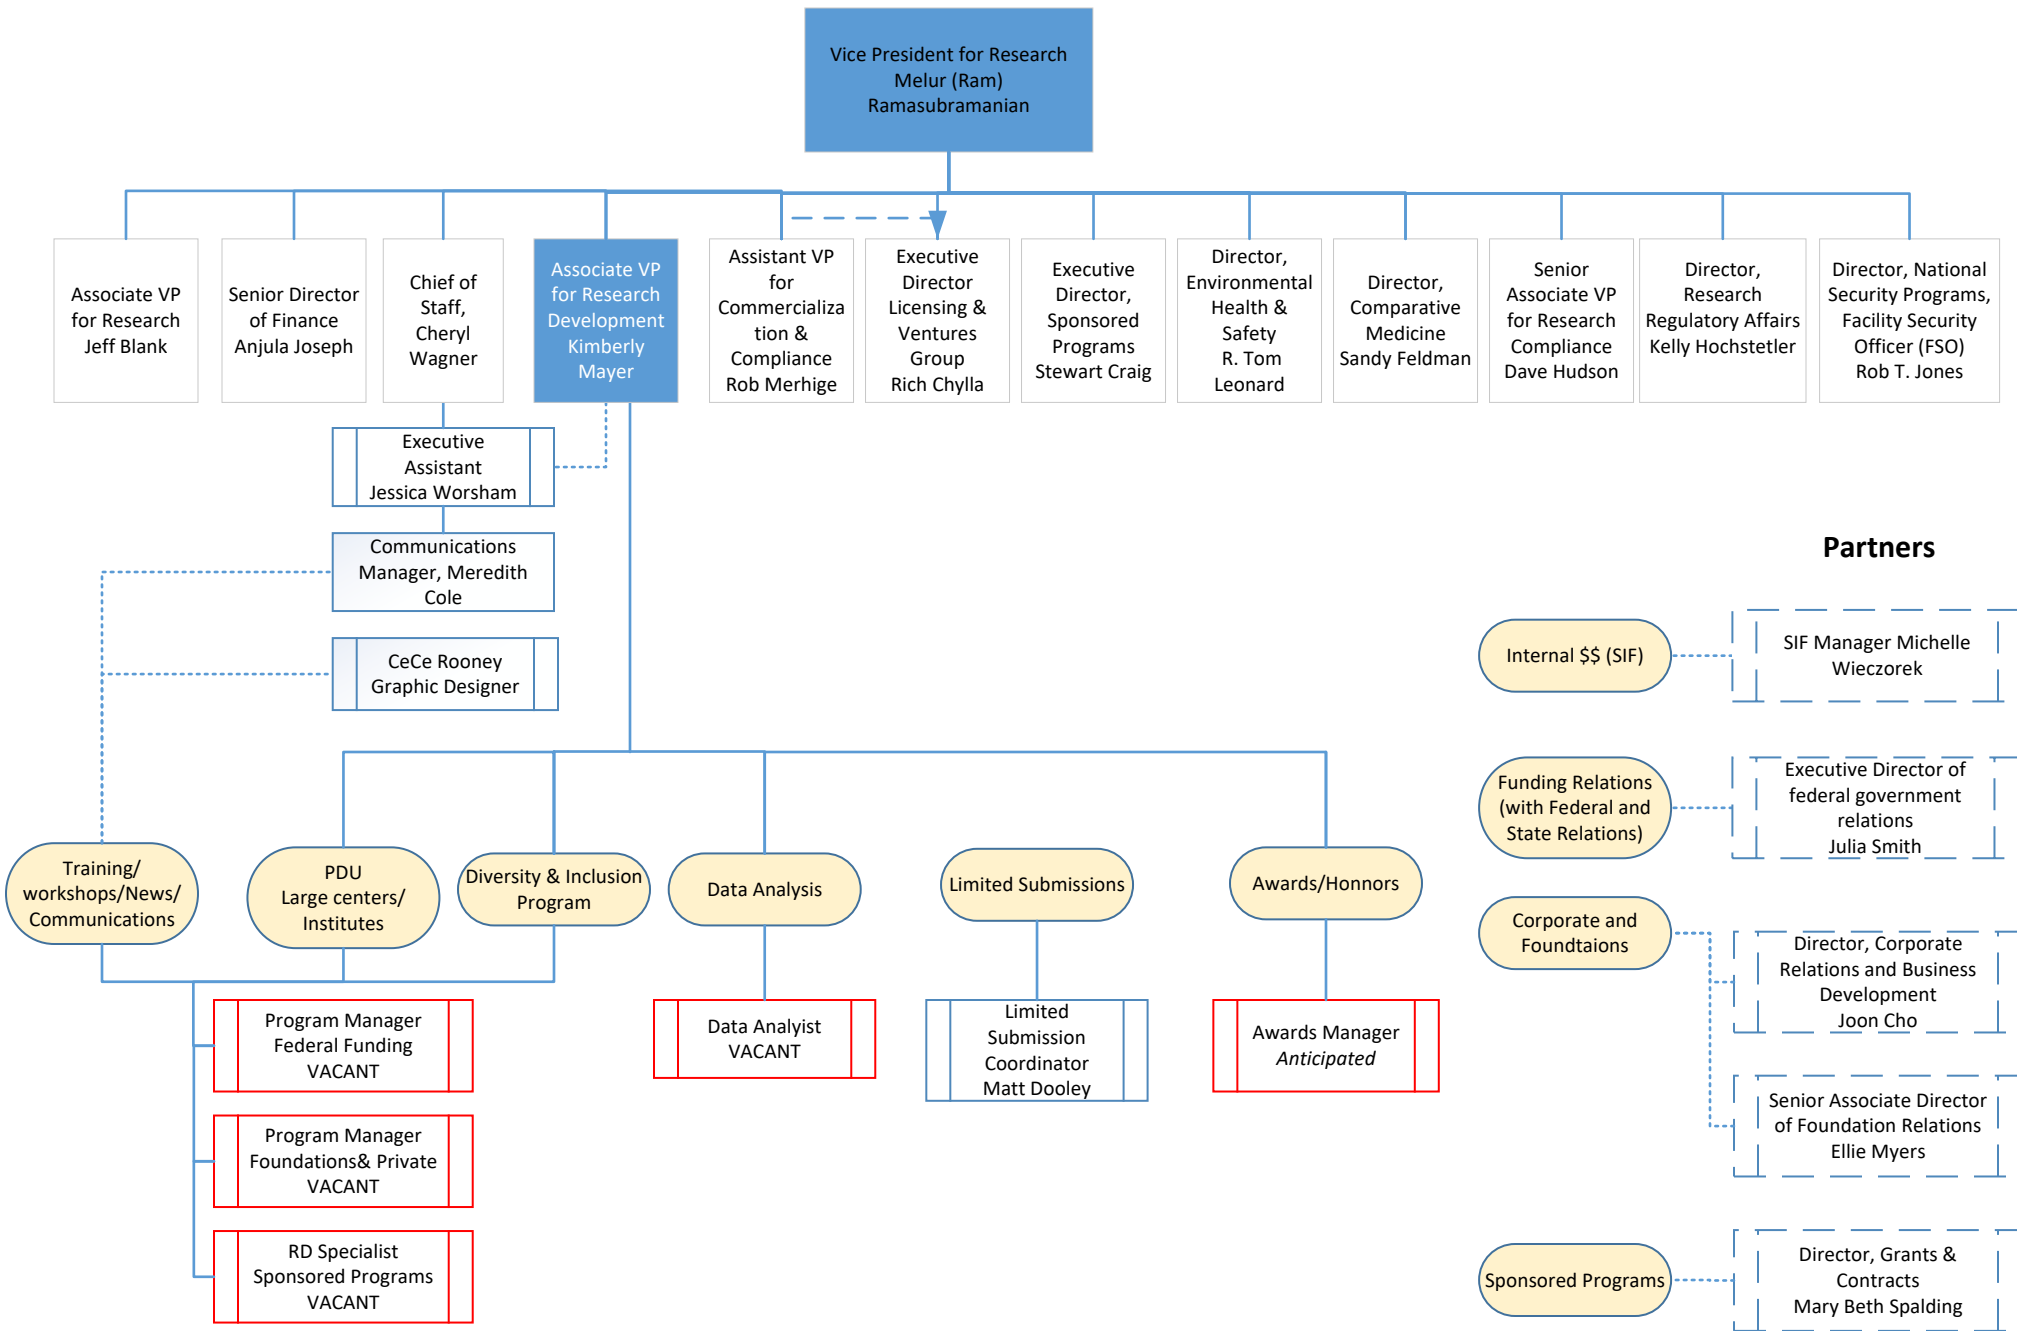 Vice President for Research
Melur (Ram)
Ramasubramanian
Associate VP
for Research
Jeff Blank
Senior Director
of Finance
Anjula Joseph
Chief of
Staff,
Cheryl
Wagner
Associate VP
for Research
Development
Kimberly
Mayer
Assistant VP
for
Commercializa
tion &
Compliance
Rob Merhige
Executive
Director
Licensing &
Ventures
Group
Rich Chylla
Executive
Director,
Sponsored
Programs
Stewart Craig
Director,
Environmental
Health &
Safety
R. Tom
Leonard
Director,
Comparative
Medicine
Sandy Feldman
Senior
Associate VP
for Research
Compliance
Dave Hudson
Director,
Research
Regulatory Affairs
Kelly Hochstetler
Director, National
Security Programs,
Facility Security
Officer (FSO)
Rob T. Jones
Executive
Assistant
Jessica Worsham
Communications
Manager, Meredith
Cole
CeCe Rooney
Graphic Designer
Training/
workshops/News/
Communications
PDU
Large centers/
Institutes
Diversity & Inclusion
Program
Data Analysis
Limited Submissions
Awards/Honnors
Program Manager
Federal Funding
VACANT
Program Manager
Foundations& Private
VACANT
RD Specialist
Sponsored Programs
VACANT
Data Analyist
VACANT
Limited
Submission
Coordinator
Matt Dooley
Awards Manager
Anticipated
Partners
Internal $$ (SIF)
SIF Manager Michelle
Wieczorek
Funding Relations
(with Federal and
State Relations)
Executive Director of
federal government
relations
Julia Smith
Corporate and
Foundtaions
Director, Corporate
Relations and Business
Development
Joon Cho
Senior Associate Director
of Foundation Relations
Ellie Myers
Sponsored Programs
Director, Grants &
Contracts
Mary Beth Spalding